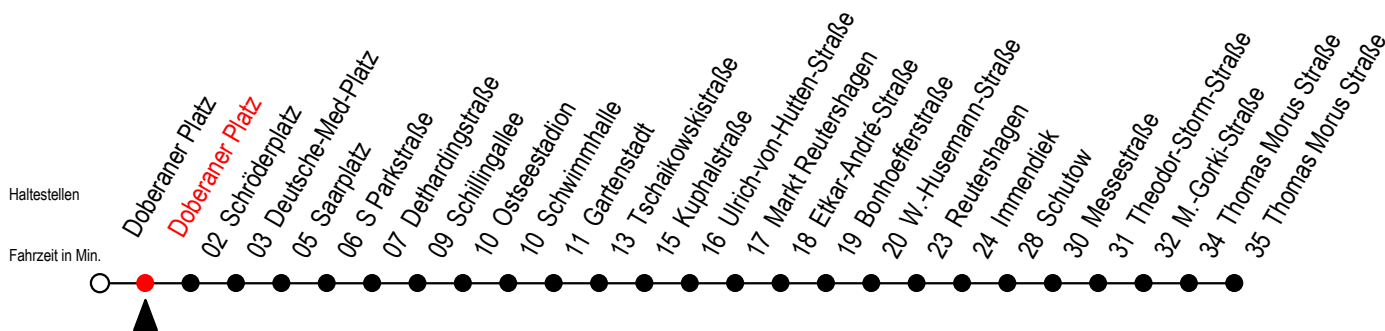 Haltestellen
Fahrzeit in Min.
Doberaner Platz
Doberaner Platz
02 Schröderplatz
03 Deutsche-Med-Platz
05 Saarplatz
06 S Parkstraße
07 Dethardingstraße
09 Schillingallee
10 Ostseestadion
10 Schwimmhalle
11 Gartenstadt
13 Tschaikowskistraße
15 Kuphalstraße
16 Ulrich-von-Hutten-Straße
17 Markt Reutershagen
18 Etkar-André-Straße
19 Bonhoefferstraße
20 W.-Husemann-Straße
23 Reutershagen
24 Immendiek
28 Schutow
30 Messestraße
31 Theodor-Storm-Straße
32 M.-Gorki-Straße
34 Thomas Morus Straße
35 Thomas Morus Straße